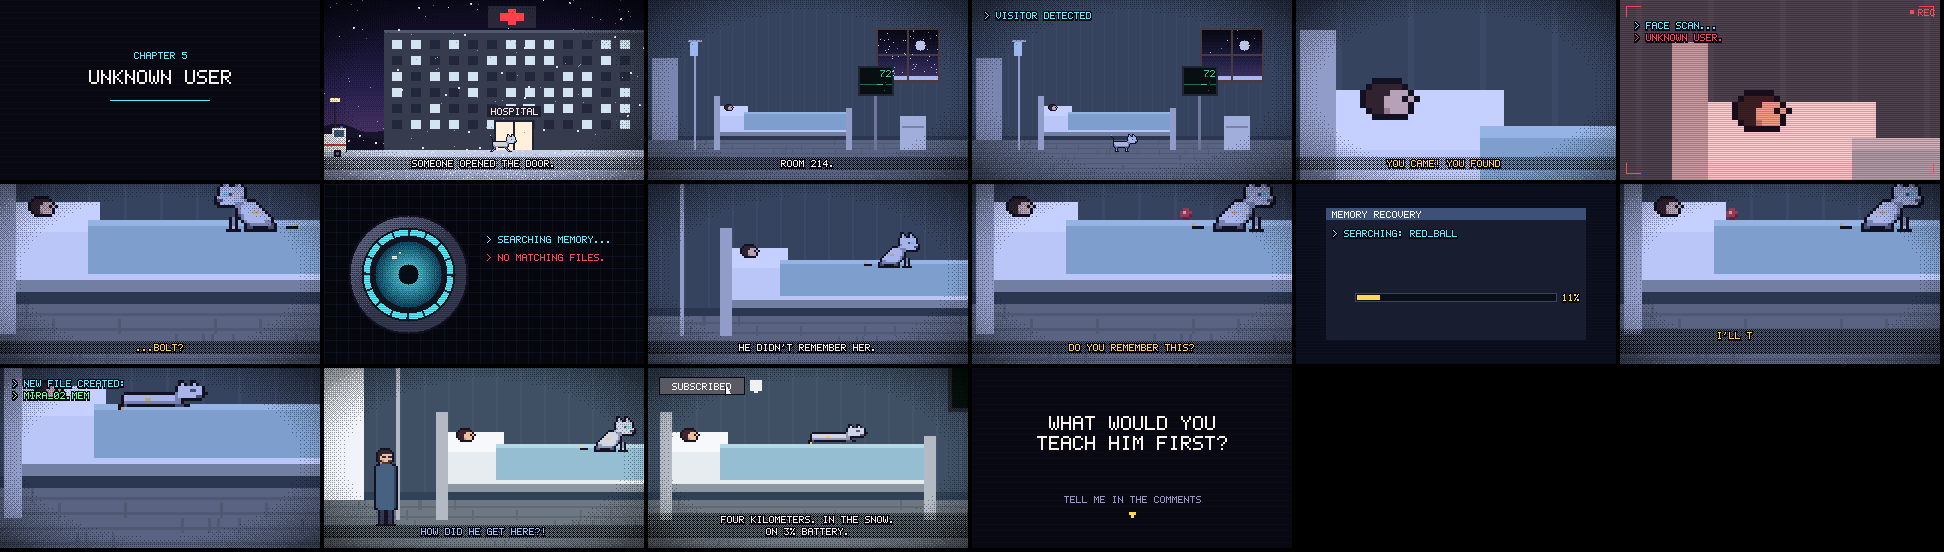 CHAPTER 5
UNKNOWN USER
HOSPITAL
SOMEONE OPENED THE DOOR.
72
ROOM 214.
> VISITOR DETECTED
72
YOU CAME! YOU FOUND
REC
> FACE SCAN...
> UNKNOWN USER.
...BOLT?
> SEARCHING MEMORY...
> NO MATCHING FILES.
HE DIDN'T REMEMBER HER.
DO YOU REMEMBER THIS?
MEMORY RECOVERY
> SEARCHING: RED_BALL
11%
I'LL T
> NEW FILE CREATED:
> MIRA_02.MEM
HOW DID HE GET HERE?!
SUBSCRIBED
FOUR KILOMETERS. IN THE SNOW.
ON 3% BATTERY.
WHAT WOULD YOU
TEACH HIM FIRST?
TELL ME IN THE COMMENTS